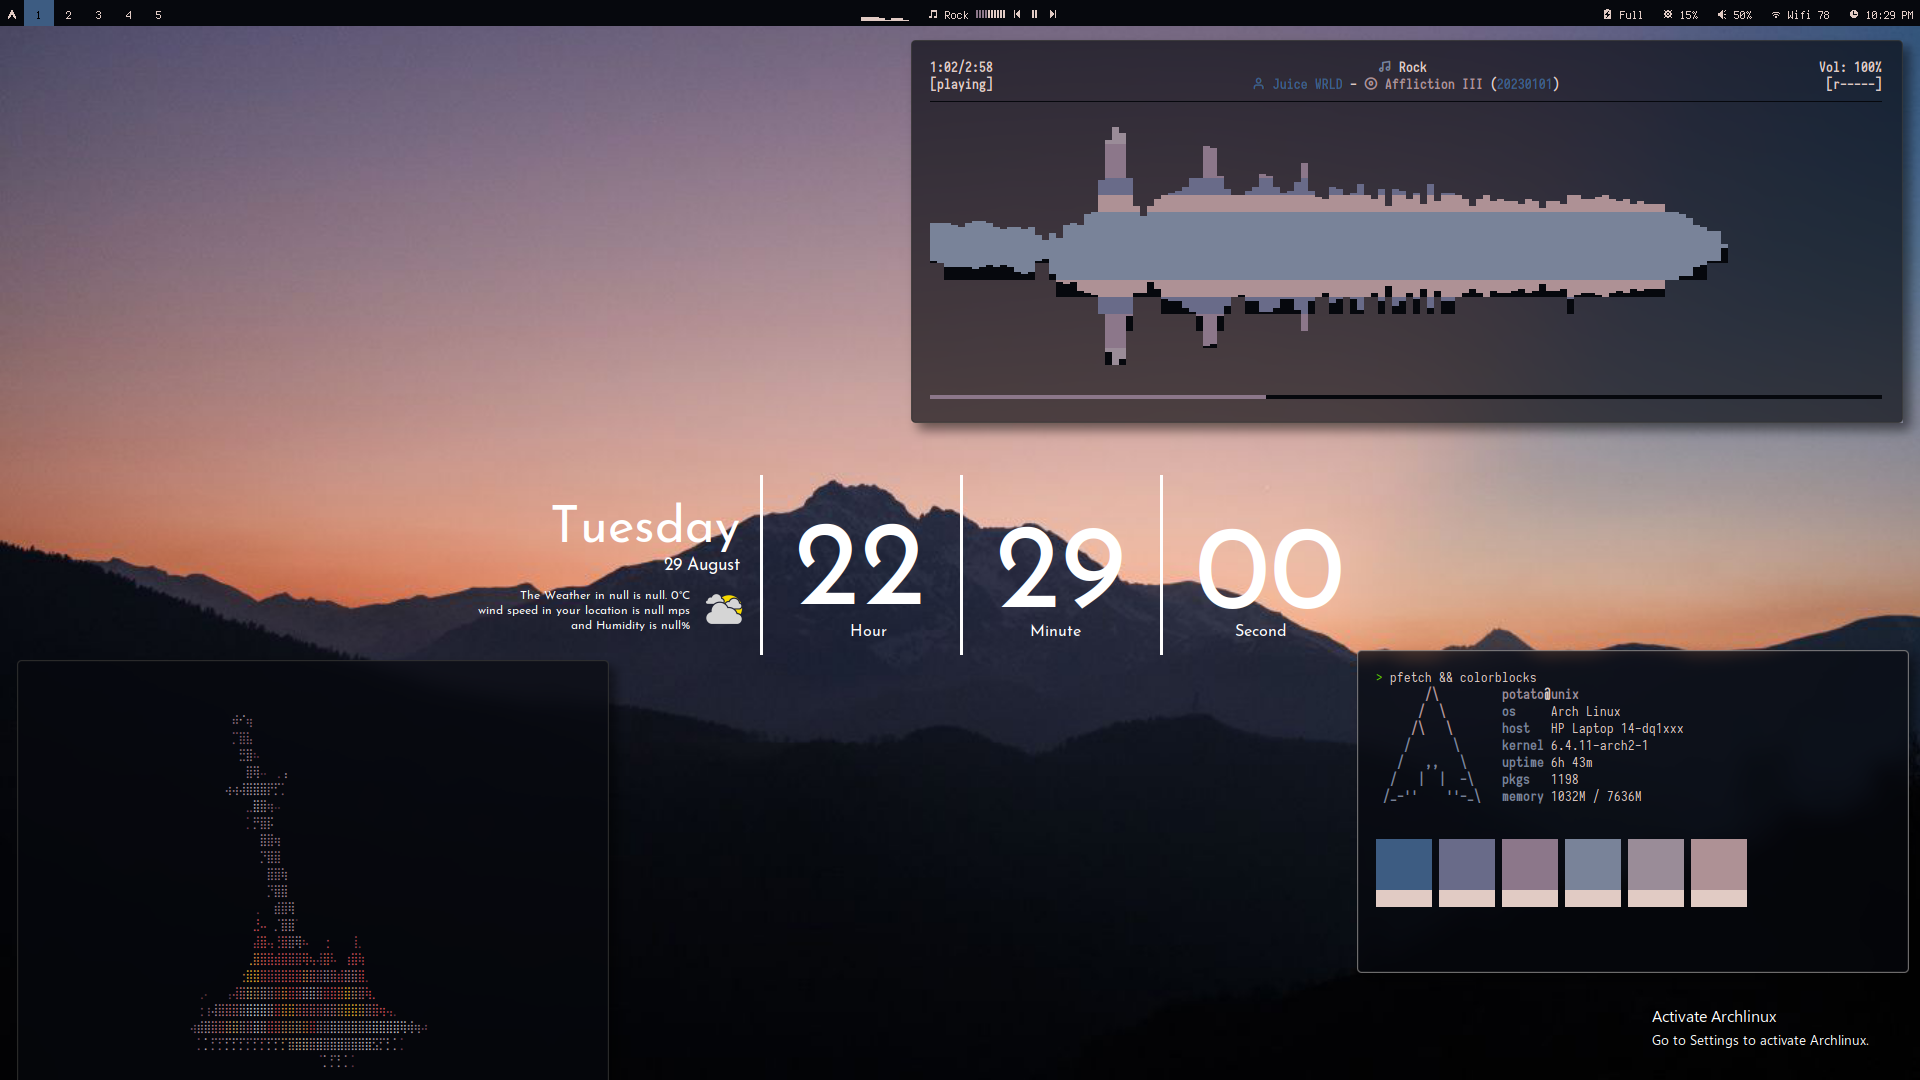 1 2 3 4 5
Rock
Full 15% 50% Wifi 78 10:29 PM
1:02/2:58 Rock Vol: 100%
[playing] Juice WRLD - Affliction III (20230101) [r-----]
Tuesday
29 August
The Weather in null is null. 0°C
wind speed in your location is null mps
and Humidity is null%
22
Hour
29
Minute
00
Second
> pfetch && colorblocks
potato@unix
os Arch Linux
host HP Laptop 14-dq1xxx
kernel 6.4.11-arch2-1
uptime 6h 43m
pkgs 1198
memory 1032M / 7636M
Activate Archlinux
Go to Settings to activate Archlinux.